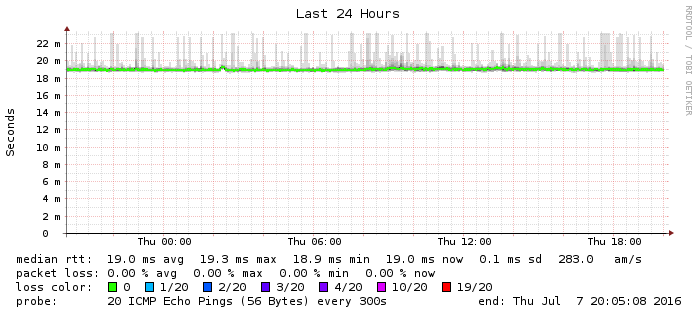 Last 24 Hours
RRDTOOL / TOBI OETIKER
Seconds
22 m
20 m
18 m
16 m
14 m
12 m
10 m
8 m
6 m
4 m
2 m
0
Thu 00:00 Thu 06:00 Thu 12:00 Thu 18:00
median rtt: 19.0 ms avg 19.3 ms max 18.9 ms min 19.0 ms now 0.1 ms sd 283.0 am/s
packet loss: 0.00 % avg 0.00 % max 0.00 % min 0.00 % now
loss color: 0 1/20 2/20 3/20 4/20 10/20 19/20
probe: 20 ICMP Echo Pings (56 Bytes) every 300s end: Thu Jul 7 20:05:08 2016